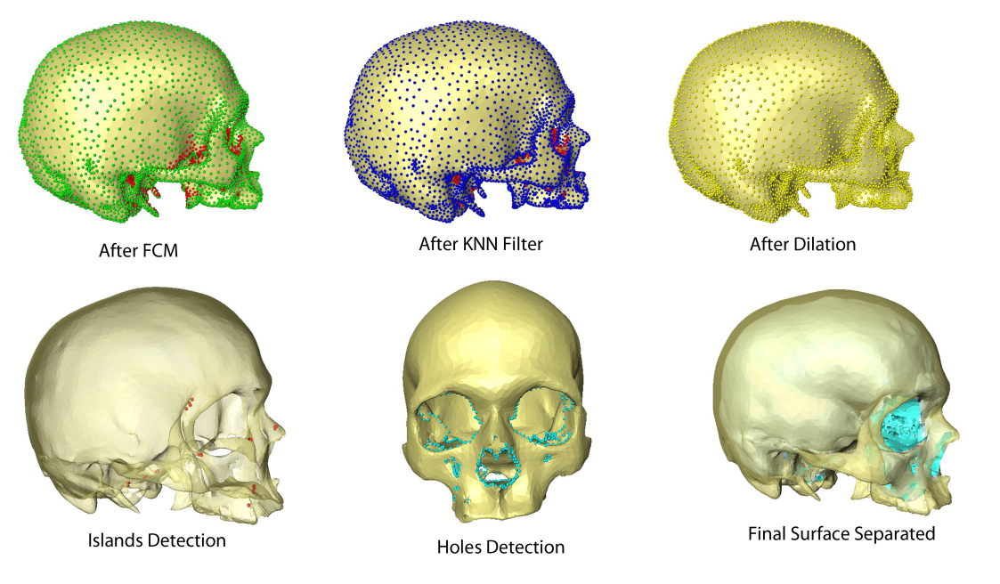 After FCM
After KNN Filter
After Dilation
Islands Detection
Holes Detection
Final Surface Separated